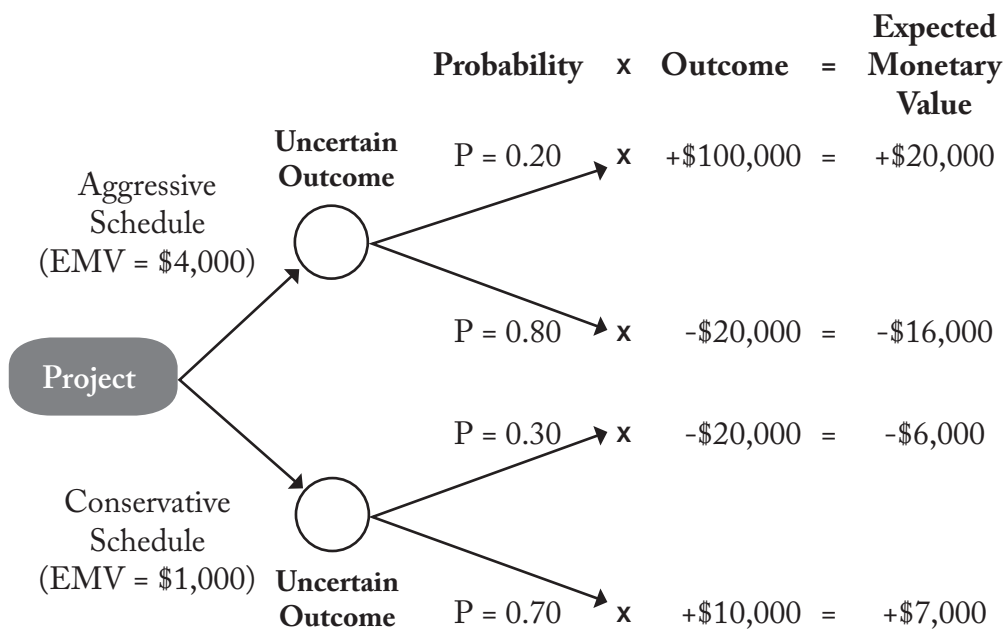 Expected
Probability x Outcome = Monetary
Value
Uncertain
Outcome
P = 0.20 x +$100,000 = +$20,000
Aggressive
Schedule
(EMV = $4,000)
P = 0.80 x -$20,000 = -$16,000
Project
P = 0.30 x -$20,000 = -$6,000
Conservative
Schedule
(EMV = $1,000)
Uncertain
Outcome
P = 0.70 x +$10,000 = +$7,000